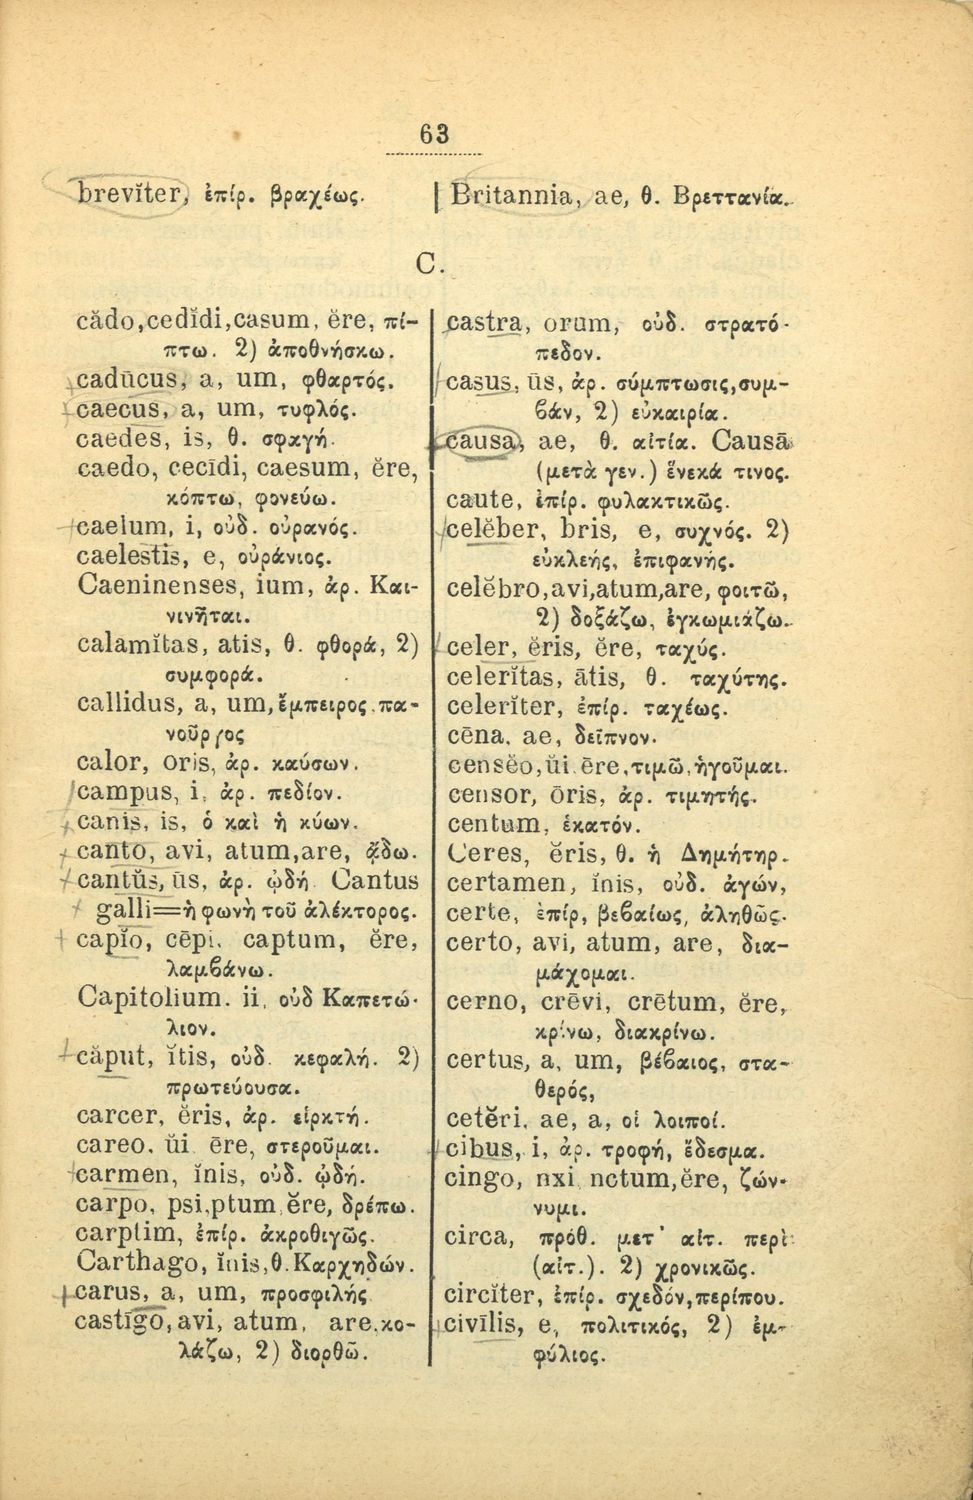 63
brevĭter, ἐπίρ. βραχέως.
Britannia, ae, θ. Βρεττανία.
C.
cădo,cedĭdi,casum, ĕre, πί-
πτω. 2) ἀποθνήσκω.
cadūcus, a, um, φθαρτός.
caecus, a, um, τυφλός.
caedes, is, θ. σφαγή.
caedo, cecīdi, caesum, ĕre,
κόπτω, φονεύω.
caelum, i, οὐδ. οὐρανός.
caelestis, e, οὐράνιος.
Caeninenses, ium, ἀρ. Και-
νινῆται.
calamĭtas, atis, θ. φθορά, 2)
συμφορά.
callidus, a, um, ἔμπειρος, πα-
νοῦργος
calor, oris, ἀρ. καύσων.
campus, i, ἀρ. πεδίον.
canis, is, ὁ καὶ ἡ κύων.
canto, avi, atum,are, ᾄδω.
cantŭs, ūs, ἀρ. ᾠδή. Cantus
galli=ἡ φωνὴ τοῦ ἀλέκτορος.
capĭo, cēpi, captum, ĕre,
λαμβάνω.
Capitolium. ii, οὐδ Καπετώ-
λιον.
căput, ĭtis, οὐδ. κεφαλή. 2)
πρωτεύουσα.
carcer, ĕris, ἀρ. εἱρκτή.
careo. ŭi ēre, στεροῦμαι.
carmen, ĭnis, οὐδ. ᾠδή.
carpo, psi,ptum ĕre, δρέπω.
carptim, ἐπίρ. ἀκροθιγῶς.
Carthago, ĭnis,θ.Καρχηδών.
carus, a, um, προσφιλής
castīgo, avi, atum, are,κο-
λάζω, 2) διορθῶ.
castra, orum, οὐδ. στρατό-
πεδον.
casus, ūs, ἀρ. σύμπτωσις,συμ-
βάν, 2) εὐκαιρία.
causa, ae, θ. αἰτία. Causā
(μετὰ γεν.) ἕνεκά τινος.
caute, ἐπίρ. φυλακτικῶς.
celĕber, bris, e, συχνός. 2)
εὐκλεής, ἐπιφανής.
celĕbro,avi,atum,are, φοιτῶ,
2) δοξάζω, ἐγκωμιάζω.
celer, ĕris, ĕre, ταχύς.
celerĭtas, ātis, θ. ταχύτης.
celerĭter, ἐπίρ. ταχέως.
cēna, ae, δεῖπνον.
censĕo,ŭi ēre,τιμῶ,ἡγοῦμαι.
censor, ōris, ἀρ. τιμητής.
centum, ἑκατόν.
Ceres, ĕris, θ. ἡ Δημήτηρ.
certamen, ĭnis, οὐδ. ἀγών,
certe, ἐπίρ, βεβαίως, ἀληθῶς.
certo, avi, atum, are, δια-
μάχομαι.
cerno, crēvi, crētum, ĕre,
κρίνω, διακρίνω.
certus, a, um, βέβαιος, στα-
θερός,
cetĕri, ae, a, οἱ λοιποί.
cibus, i, ἀρ. τροφή, ἔδεσμα.
cingo, nxi nctum,ĕre, ζών-
νυμι.
circa, πρόθ. μετ' αἰτ. περὶ
(αἰτ.). 2) χρονικῶς.
circĭter, ἐπίρ. σχεδόν,περίπου.
civīlis, e, πολιτικός, 2) ἐμ-
φύλιος.